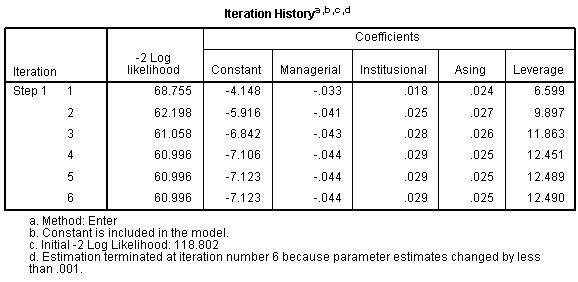 Iteration Historya,b,c,d
Coefficients
Iteration -2 Log likelihood Constant Managerial Institutional Asing Leverage
Step 1 1 68.755 -4.148 -.033 .018 .024 6.599
2 62.198 -5.916 -.041 .025 .027 9.897
3 61.058 -6.842 -.043 .028 .026 11.863
4 60.996 -7.106 -.044 .029 .025 12.451
5 60.996 -7.123 -.044 .029 .025 12.489
6 60.996 -7.123 -.044 .029 .025 12.490
a. Method: Enter
b. Constant is included in the model.
c. Initial -2 Log Likelihood: 118.802
d. Estimation terminated at iteration number 6 because parameter estimates changed by less
than .001.